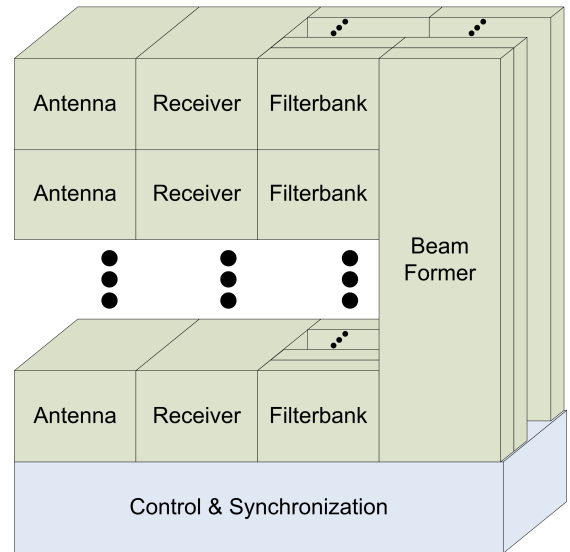 Antenna Receiver Filterbank
Antenna Receiver Filterbank
Beam
Former
Antenna Receiver Filterbank
Control & Synchronization